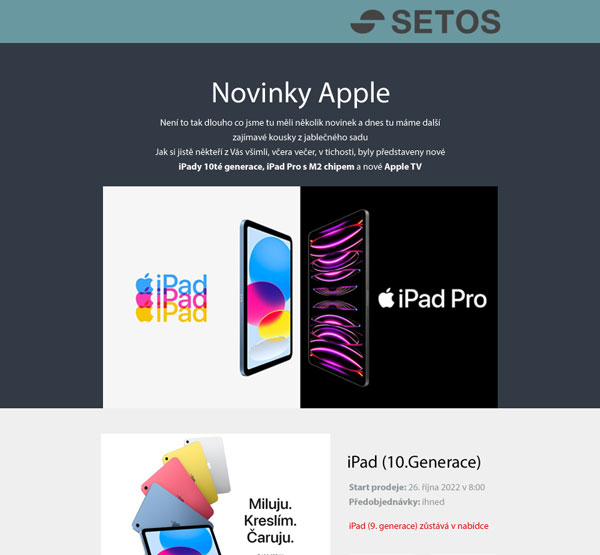 SETOS
Novinky Apple
Není to tak dlouho co jsme tu měli několik novinek a dnes tu máme další
zajímavé kousky z jablečného sadu
Jak si jistě někteří z Vás všimli, včera večer, v tichosti, byly představeny nové
iPady 10té generace, iPad Pro s M2 chipem a nové Apple TV
iPad
iPad
iPad
iPad Pro
iPad (10.Generace)
Start prodeje: 26. října 2022 v 8:00
Předobjednávky: ihned
iPad (9. generace) zůstává v nabídce
Miluju.
Kreslím.
Čaruju.